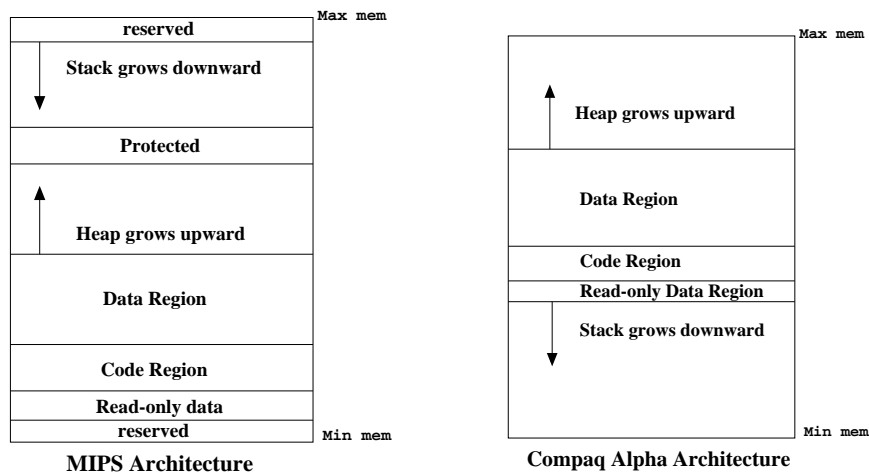 Max mem
reserved
Stack grows downward
Protected
Heap grows upward
Data Region
Code Region
Read-only data
reserved
Min mem
MIPS Architecture
Max mem
Heap grows upward
Data Region
Code Region
Read-only Data Region
Stack grows downward
Min mem
Compaq Alpha Architecture